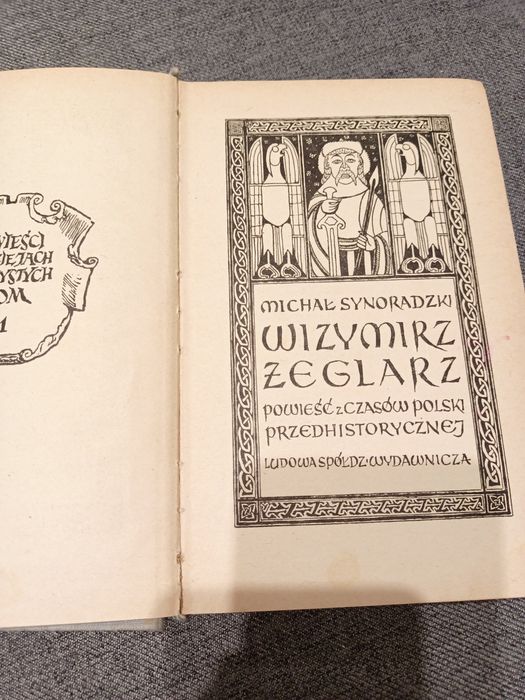 MICHAŁ SYNORADZKI
WIZYMIRZ
ŻEGLARZ
POWIEŚĆ z CZASÓW POLSKI
PRZEDHISTORYCZNEJ
LUDOWA SPÓŁDZ · WYDAWNICZA